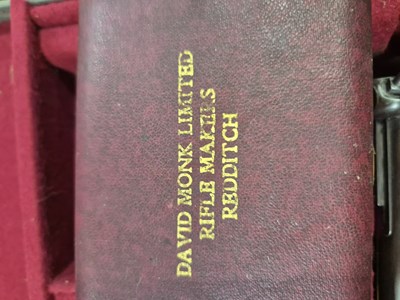 DAVID MONK LIMITED
RIFLE MAKERS
REDDITCH